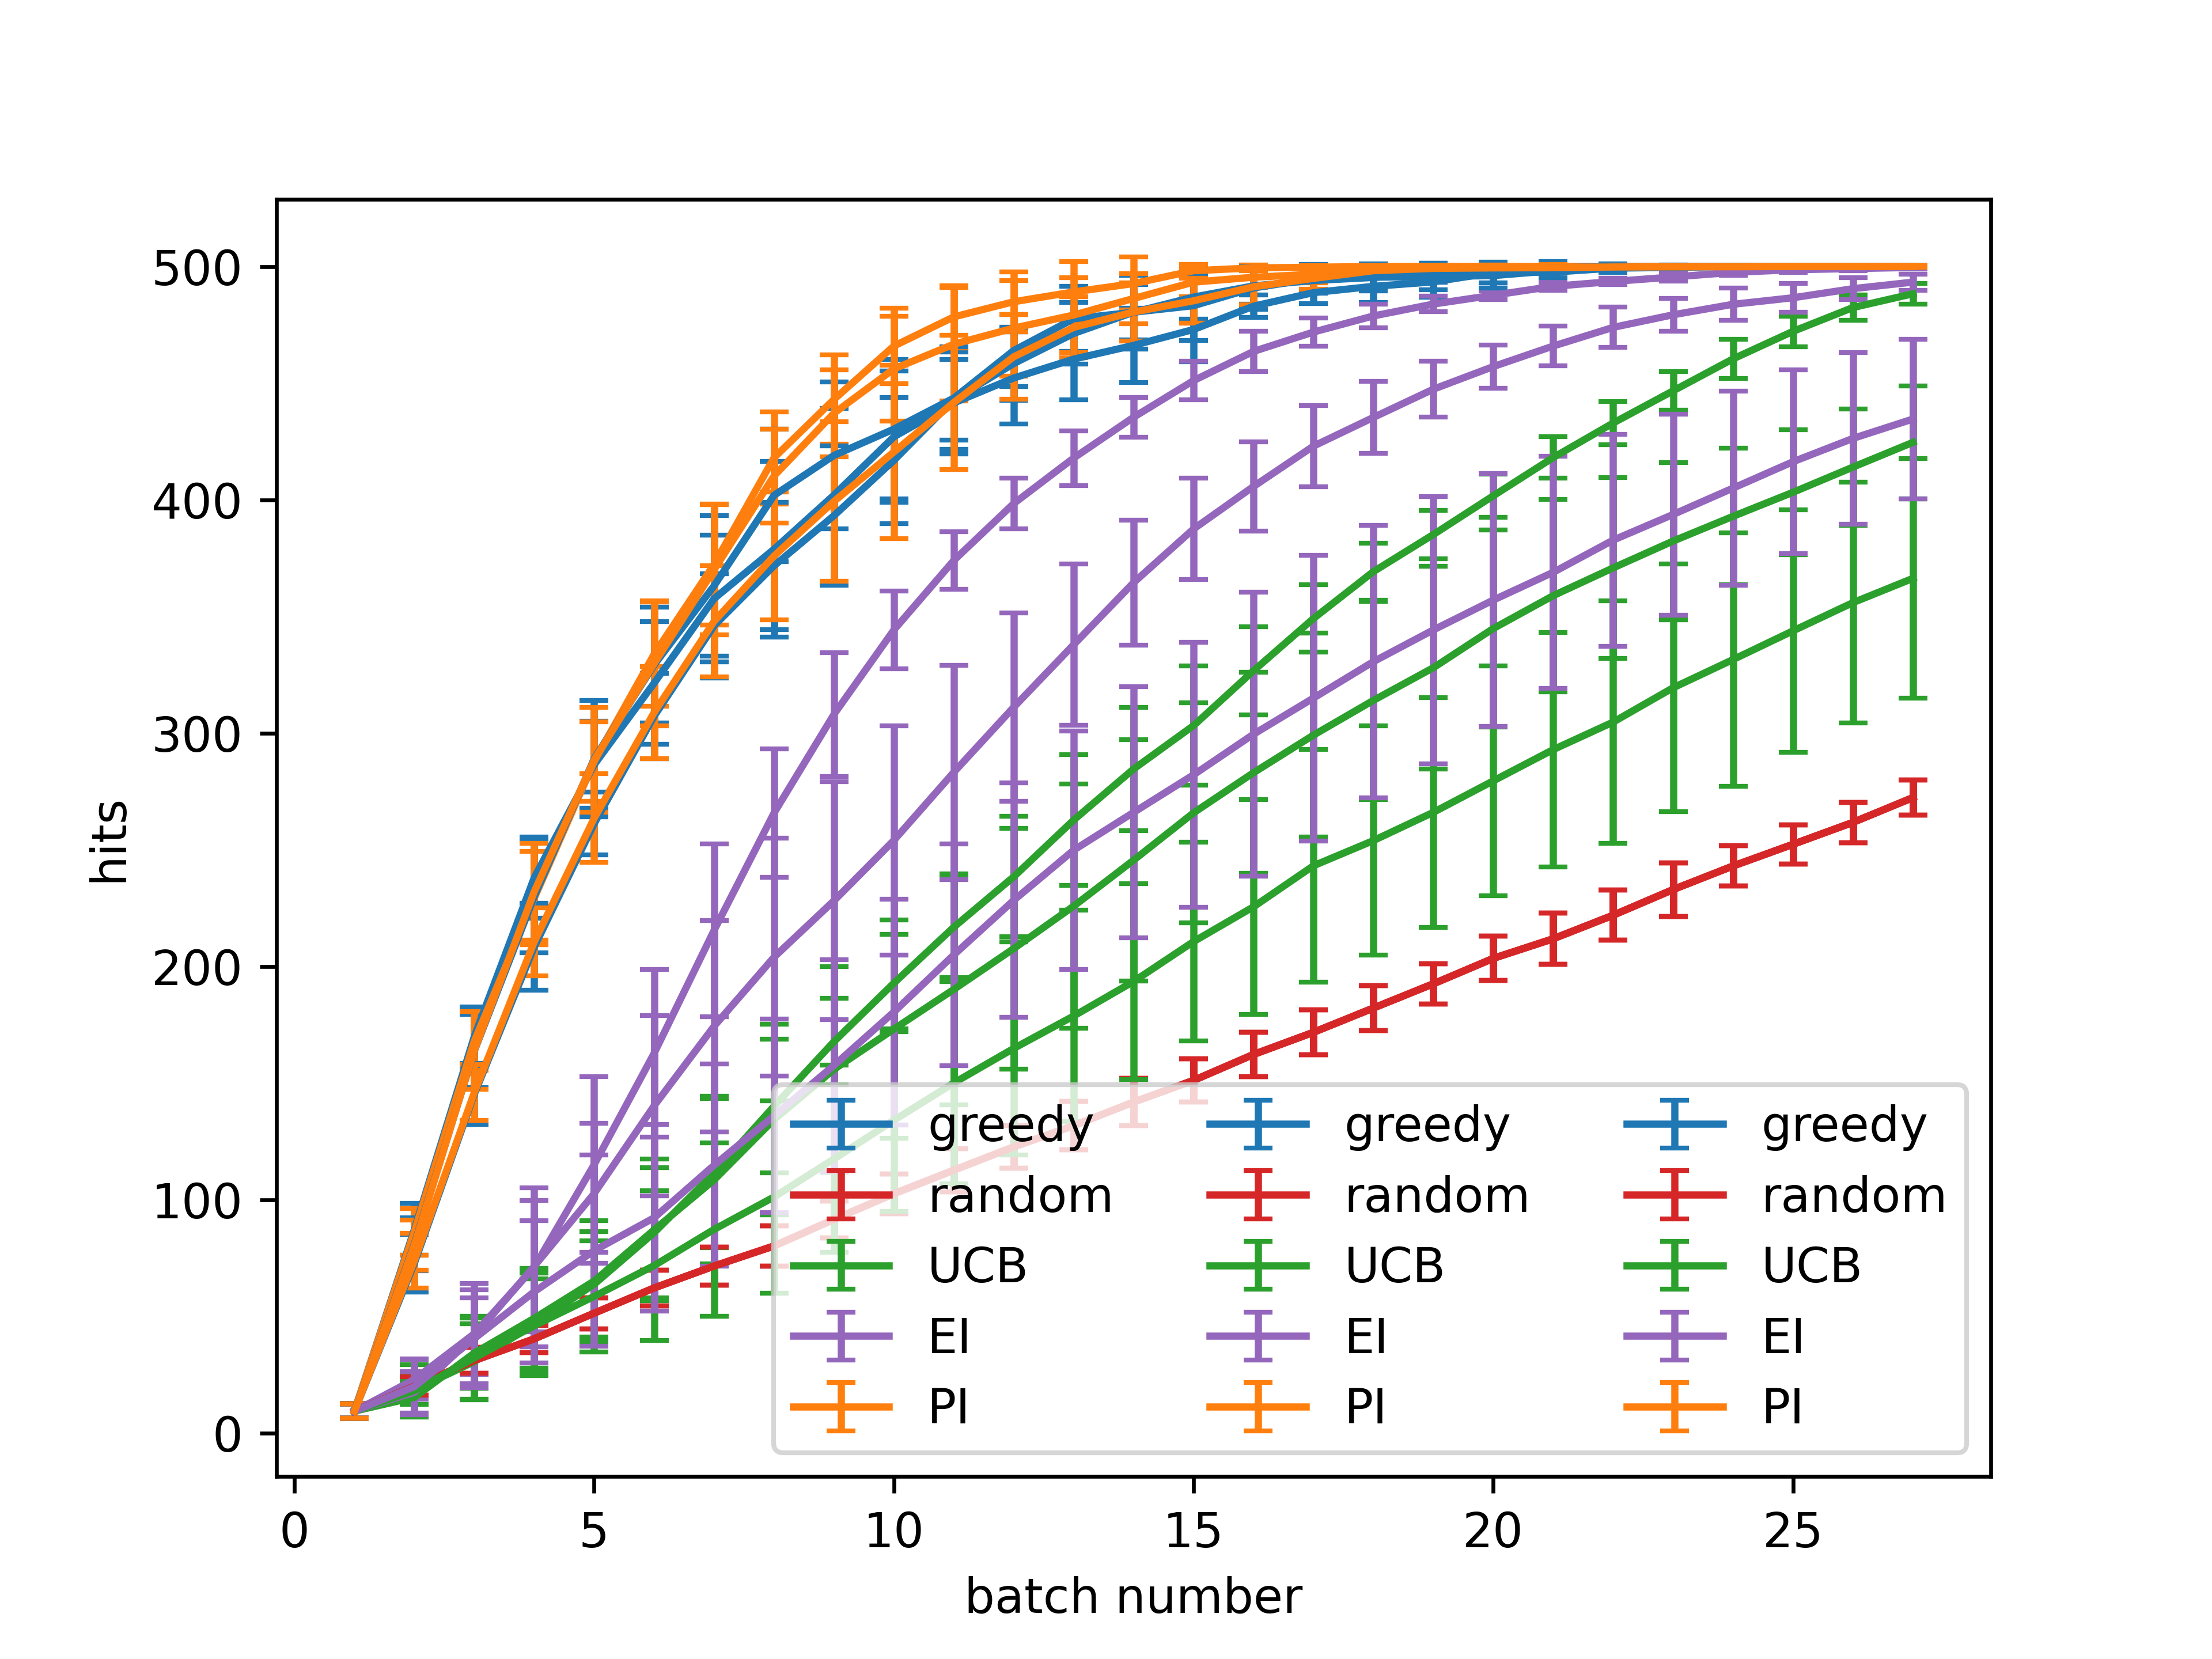 500
400
300
200
100
0
hits
greedy greedy greedy
random random random
UCB UCB UCB
EI EI EI
PI PI PI
0 5 10 15 20 25
batch number